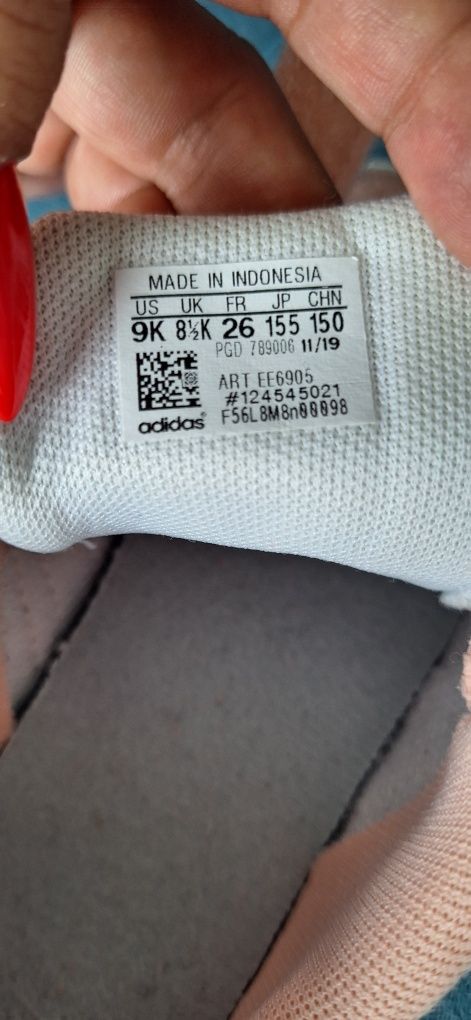 MADE IN INDONESIA
US UK FR JP CHN
9K 8½K 26 155 150
PGD 789006 11/19
ART EE6905
#124545021
F56L8M8n00098
adidas